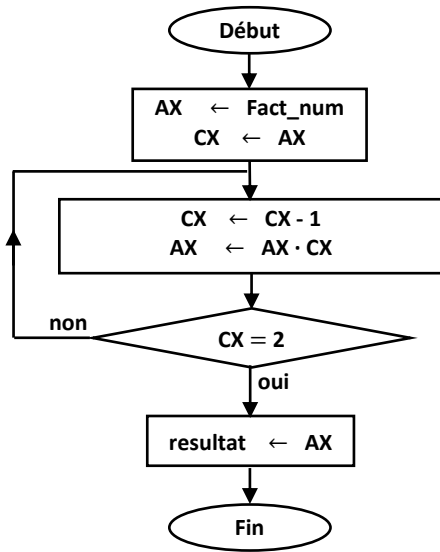 Début
AX ← Fact_num
CX ← AX
CX ← CX - 1
AX ← AX · CX
non
CX = 2
oui
resultat ← AX
Fin